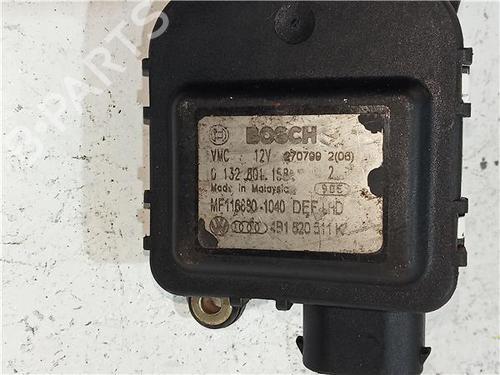 BOSCH
VMC 12V 270799 2(06)
0 132 801 158 2
Made in Malaysia 906
MF116880-1040 DEF LHD
4B1 820 511 K
B-PARTS